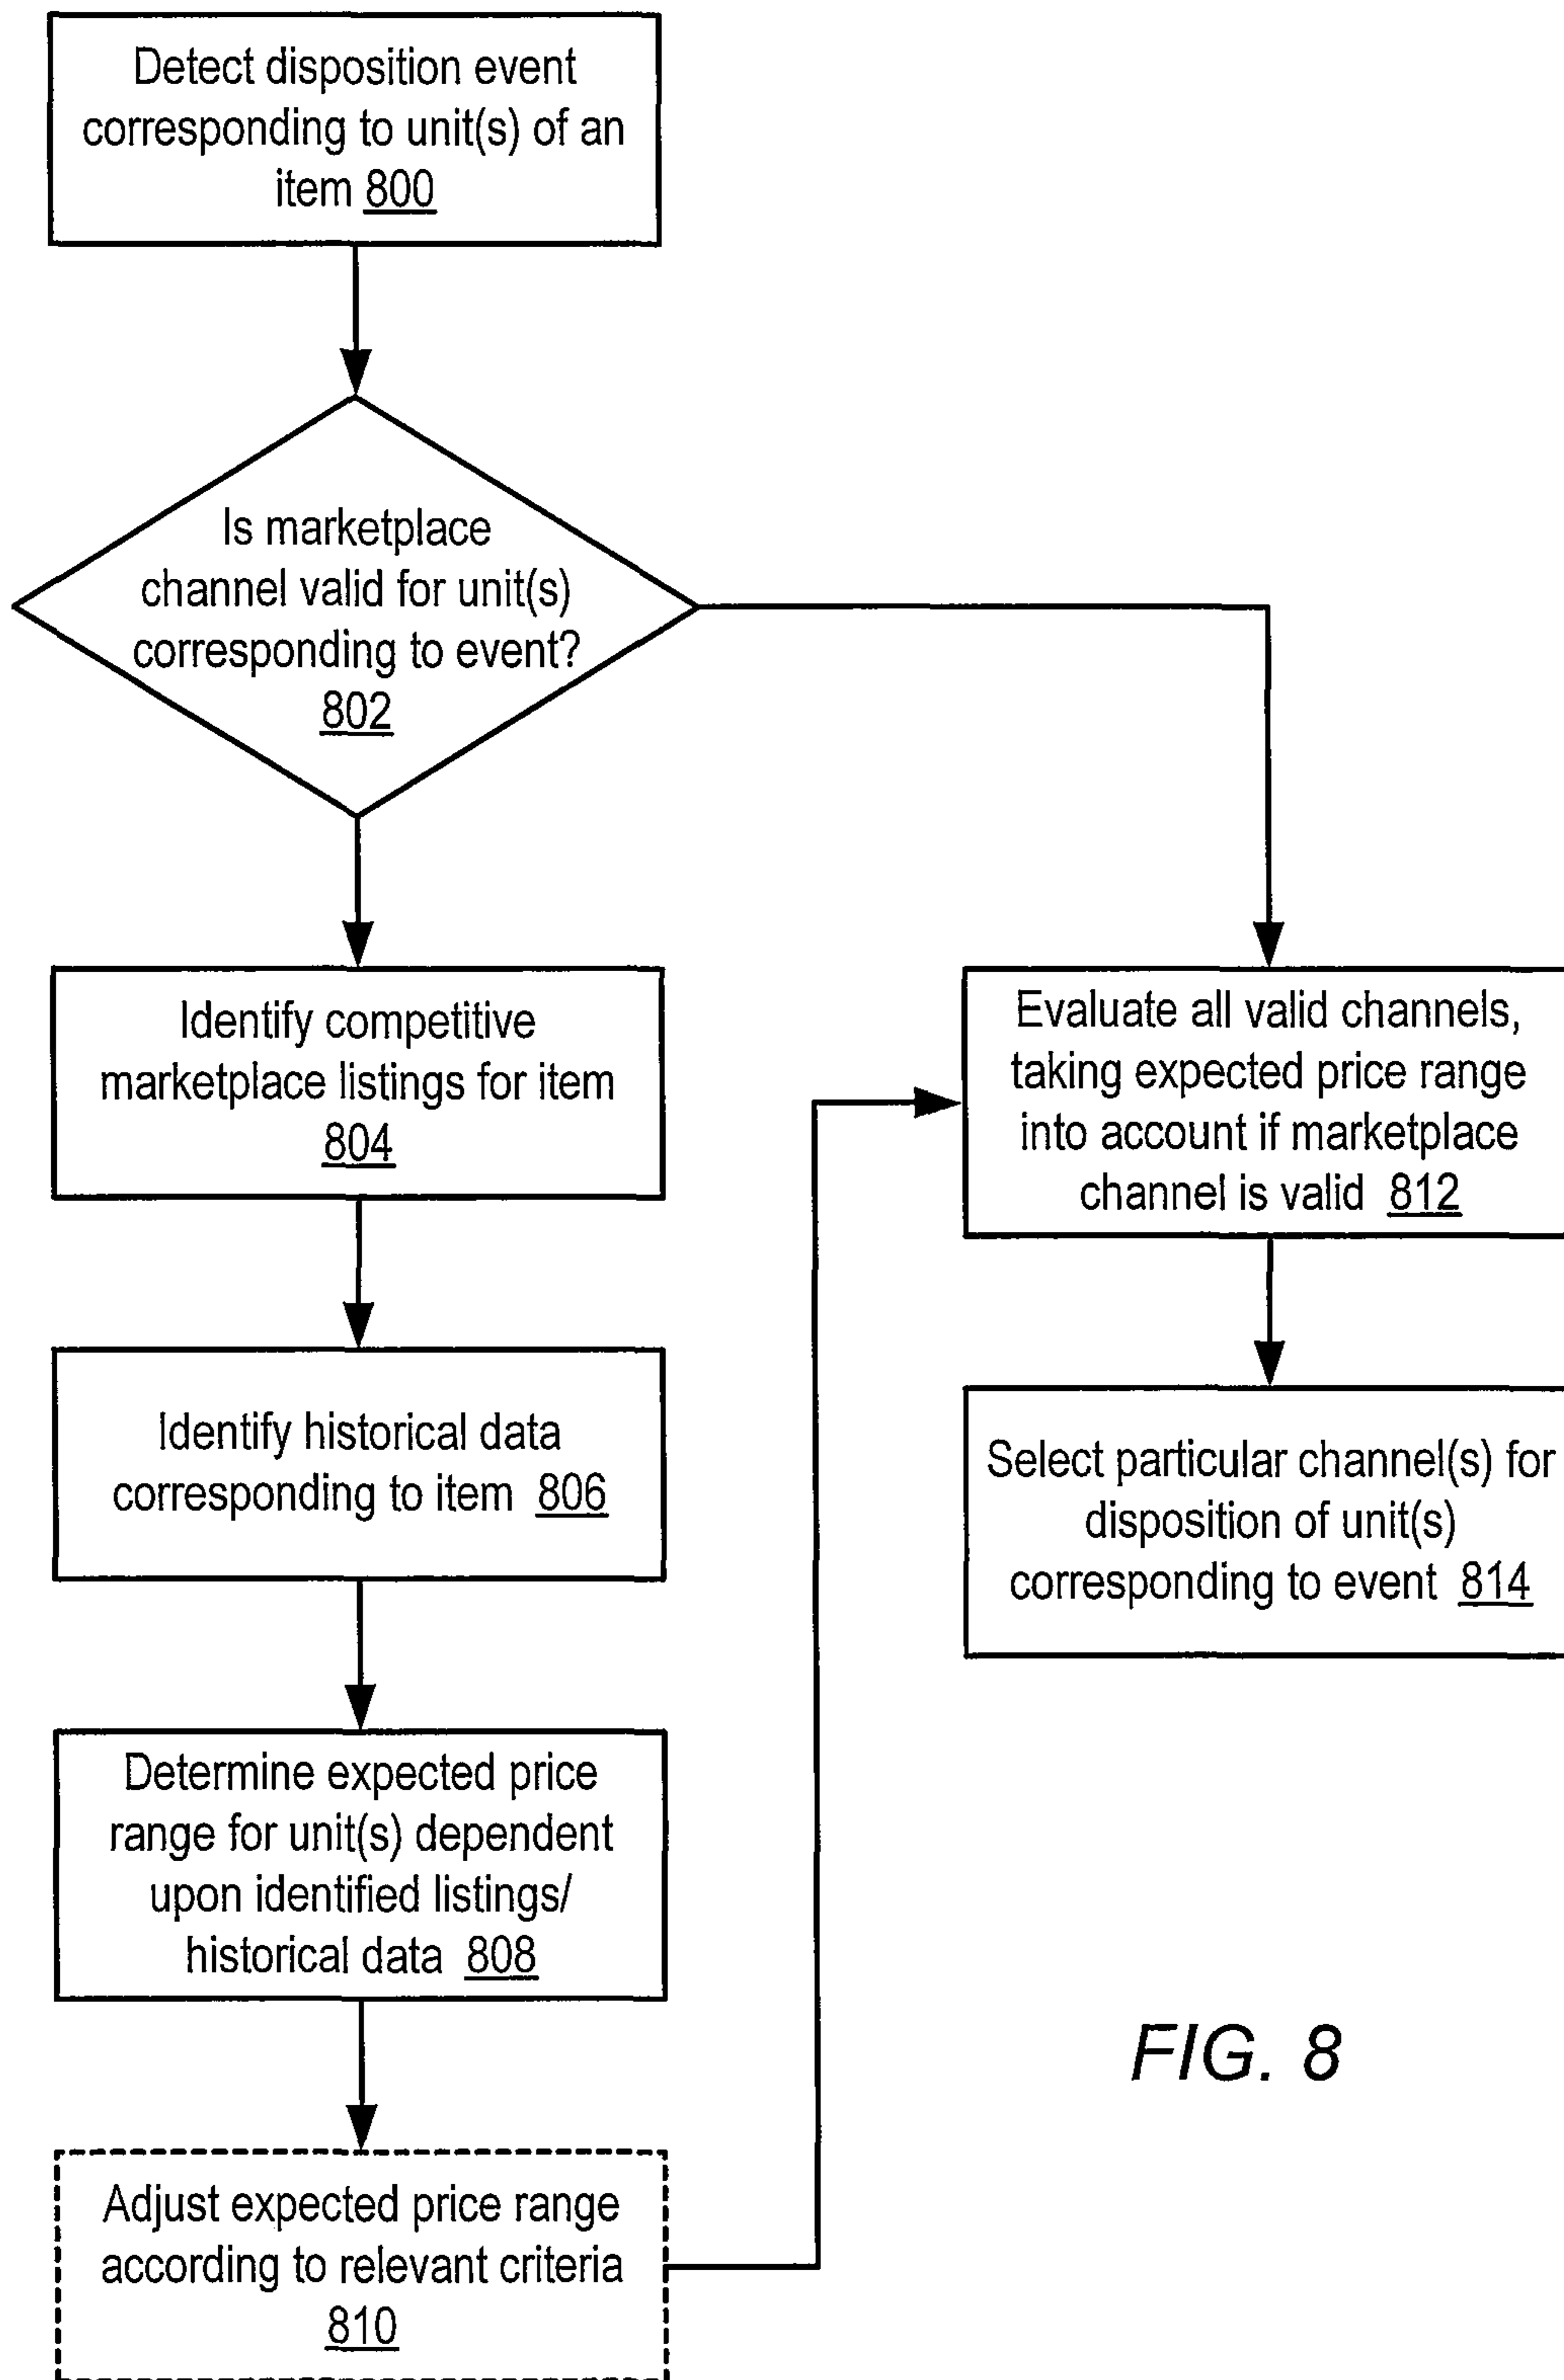 Detect disposition event
corresponding to unit(s) of an
item 800
Is marketplace
channel valid for unit(s)
corresponding to event?
802
Identify competitive
marketplace listings for item
804
Identify historical data
corresponding to item 806
Determine expected price
range for unit(s) dependent
upon identified listings/
historical data 808
Adjust expected price range
according to relevant criteria
810
Evaluate all valid channels,
taking expected price range
into account if marketplace
channel is valid 812
Select particular channel(s) for
disposition of unit(s)
corresponding to event 814
FIG. 8